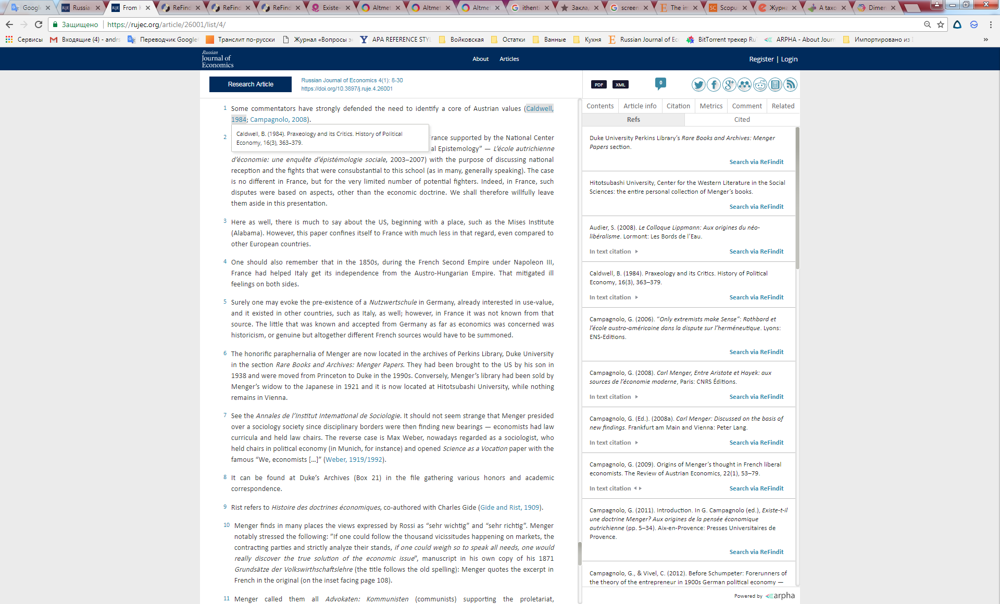 Google
Russia
From
ReFind
ReFind
ReFind
Existe-
Altme
Altme
Altme
ithenti
Закла
screen
The im
Scopu
Журна
A taxo
Dimen
Защищено
https://rujec.org/article/26001/list/4/
Сервисы
Входящие (4) - andr
Переводчик Google
Транслит по-русски
Журнал «Вопросы э
APA REFERENCE STYL
Войковская
Остатки
Ванные
Кухня
Russian Journal of Ec
BitTorrent трекер Ru
ARPHA - About Jour
Импортировано из
»
Russian
Journal of
Economics
About
Articles
Register | Login
Research Article
Russian Journal of Economics 4(1): 8-30
https://doi.org/10.3897/j.ruje.4.26001
PDF
XML
0
1 Some commentators have strongly defended the need to identify a core of Austrian values (Caldwell,
1984; Campagnolo, 2008).
Caldwell, B. (1984). Praxeology and its Critics. History of Political
Economy, 16(3), 363–379.
2 rance supported by the National Center
al Epistemology” — L’école autrichienne
d’économie: une enquête d’épistémologie sociale, 2003–2007) with the purpose of discussing national
reception and the fights that were consubstantial to this school (as in many, generally speaking). The case
is no different in France, but for the very limited number of potential fighters. Indeed, in France, such
disputes were based on aspects, other than the economic doctrine. We shall therefore willfully leave
them aside in this presentation.
3 Here as well, there is much to say about the US, beginning with a place, such as the Mises Institute
(Alabama). However, this paper confines itself to France with much less in that regard, even compared to
other European countries.
4 One should also remember that in the 1850s, during the French Second Empire under Napoleon III,
France had helped Italy get its independence from the Austro-Hungarian Empire. That mitigated ill
feelings on both sides.
5 Surely one may evoke the pre-existence of a Nutzwertschule in Germany, already interested in use-value,
and it existed in other countries, such as Italy, as well; however, in France it was not known from that
source. The little that was known and accepted from Germany as far as economics was concerned was
historicism, or genuine but altogether different French sources would have to be summoned.
6 The honorific paraphernalia of Menger are now located in the archives of Perkins Library, Duke University
in the section Rare Books and Archives: Menger Papers. They had been brought to the US by his son in
1938 and were moved from Princeton to Duke in the 1990s. Conversely, Menger’s library had been sold by
Menger’s widow to the Japanese in 1921 and it is now located at Hitotsubashi University, while nothing
remains in Vienna.
7 See the Annales de l’Institut International de Sociologie. It should not seem strange that Menger presided
over a sociology society since disciplinary borders were then finding new bearings — economists had law
curricula and held law chairs. The reverse case is Max Weber, nowadays regarded as a sociologist, who
held chairs in political economy (in Munich, for instance) and opened Science as a Vocation paper with the
famous “We, economists […]” (Weber, 1919/1992).
8 It can be found at Duke’s Archives (Box 21) in the file gathering various honors and academic
correspondence.
9 Rist refers to Histoire des doctrines économiques, co-authored with Charles Gide (Gide and Rist, 1909).
10 Menger finds in many places the views expressed by Rossi as “sehr wichtig” and “sehr richtig”. Menger
notably stressed the following: ”If one could follow the thousand vicissitudes happening on markets, the
contracting parties and strictly analyze their stands, if one could weigh so to speak all needs, one would
really discover the true solution of the economic issue”, manuscript in his own copy of his 1871
Grundsätze der Volkswirthschaftslehre (the title follows the old spelling): Menger quotes the excerpt in
French in the original (on the inset facing page 108).
11 Menger called them all Advokaten: Kommunisten (communists) supporting the proletariat,
Contents
Article info
Citation
Metrics
Comment
Related
Refs
Cited
Duke University Perkins Library’s Rare Books and Archives: Menger
Papers section.
Search via ReFindit
Hitotsubashi University, Center for the Western Literature in the Social
Sciences: the entire personal collection of Menger’s books.
Search via ReFindit
Audier, S. (2008). Le Colloque Lippmann: Aux origines du néo-
libéralisme. Lormont: Les Bords de l’Eau.
In text citation
Search via ReFindit
Caldwell, B. (1984). Praxeology and its Critics. History of Political
Economy, 16(3), 363–379.
In text citation
Search via ReFindit
Campagnolo, G. (2006). “Only extremists make Sense”: Rothbard et
l’école austro-américaine dans la dispute sur l’herméneutique. Lyons:
ENS-Editions.
Search via ReFindit
Campagnolo, G. (2008). Carl Menger, Entre Aristote et Hayek: aux
sources de l’économie moderne, Paris: CNRS Éditions.
In text citation
Search via ReFindit
Campagnolo, G. (Ed.). (2008a). Carl Menger: Discussed on the basis of
new findings. Frankfurt am Main and Vienna: Peter Lang.
In text citation
Search via ReFindit
Campagnolo, G. (2009). Origins of Menger’s thought in French liberal
economists. The Review of Austrian Economics, 22(1), 53–79.
In text citation
Search via ReFindit
Campagnolo, G. (2011). Introduction. In G. Campagnolo (ed.), Existe-t-il
une doctrine Menger? Aux origines de la pensée économique
autrichienne (pp. 5–34). Aix-en-Provence: Presses Universitaires de
Provence.
Search via ReFindit
Campagnolo, G., & Vivel, C. (2012). Before Schumpeter: Forerunners of
the theory of the entrepreneur in 1900s German political economy —
Powered by arpha